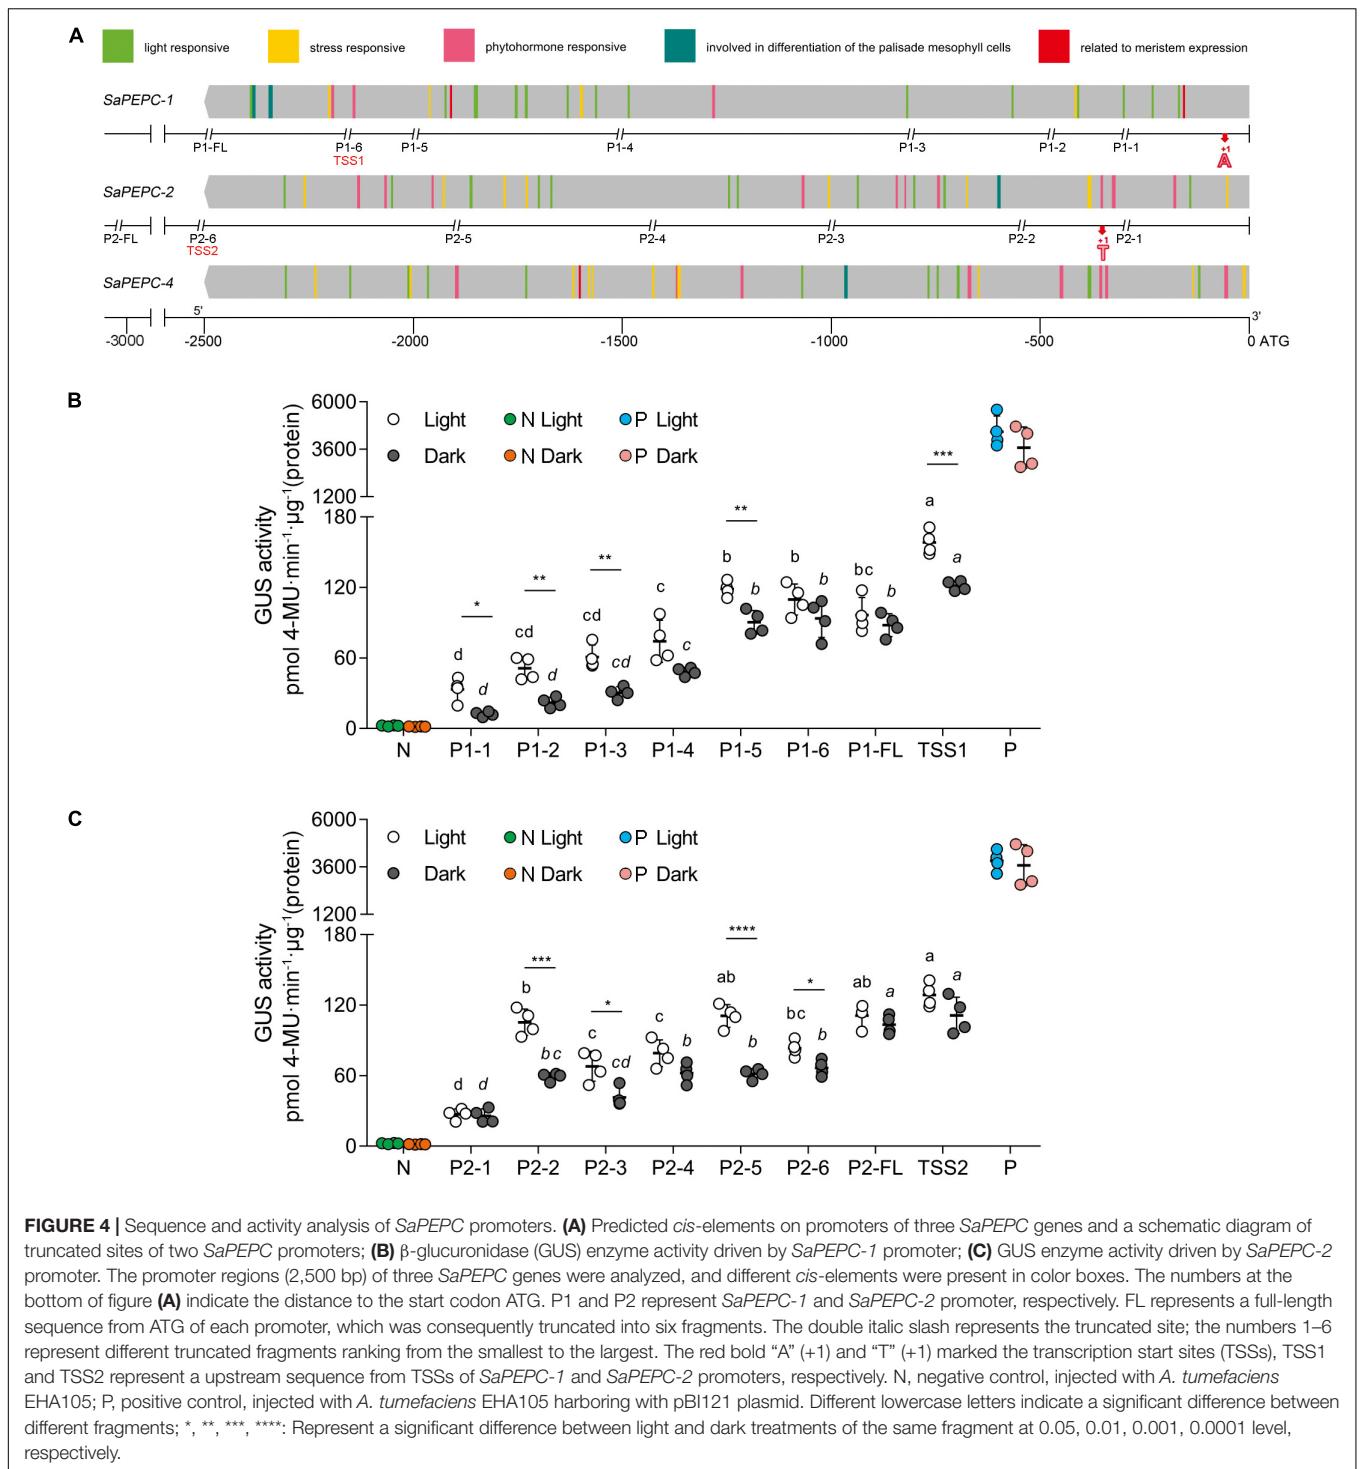 A
light responsive
stress responsive
phytohormone responsive
involved in differentiation of the palisade mesophyll cells
related to meristem expression
SaPEPC-1
P1-FL P1-6 P1-5 P1-4 P1-3 P1-2 P1-1 +1
TSS1 A
SaPEPC-2
P2-FL P2-6 P2-5 P2-4 P2-3 P2-2 +1 P2-1
TSS2 T
SaPEPC-4
5' 3'
-3000 -2500 -2000 -1500 -1000 -500 0 ATG
B
GUS activity
pmol 4-MU·min⁻¹·μg⁻¹(protein)
6000
3600
1200
180
120
60
0
Light N Light P Light
Dark N Dark P Dark
d d * cd d ** cd cd ** c c b b ** b b bc b a a ***
N P1-1 P1-2 P1-3 P1-4 P1-5 P1-6 P1-FL TSS1 P
C
GUS activity
pmol 4-MU·min⁻¹·μg⁻¹(protein)
6000
3600
1200
180
120
60
0
Light N Light P Light
Dark N Dark P Dark
d d b bc *** c cd * c b ab b **** bc b * ab a a a
N P2-1 P2-2 P2-3 P2-4 P2-5 P2-6 P2-FL TSS2 P
FIGURE 4 | Sequence and activity analysis of SaPEPC promoters. (A) Predicted cis-elements on promoters of three SaPEPC genes and a schematic diagram of
truncated sites of two SaPEPC promoters; (B) β-glucuronidase (GUS) enzyme activity driven by SaPEPC-1 promoter; (C) GUS enzyme activity driven by SaPEPC-2
promoter. The promoter regions (2,500 bp) of three SaPEPC genes were analyzed, and different cis-elements were present in color boxes. The numbers at the
bottom of figure (A) indicate the distance to the start codon ATG. P1 and P2 represent SaPEPC-1 and SaPEPC-2 promoter, respectively. FL represents a full-length
sequence from ATG of each promoter, which was consequently truncated into six fragments. The double italic slash represents the truncated site; the numbers 1–6
represent different truncated fragments ranking from the smallest to the largest. The red bold “A” (+1) and “T” (+1) marked the transcription start sites (TSSs), TSS1
and TSS2 represent a upstream sequence from TSSs of SaPEPC-1 and SaPEPC-2 promoters, respectively. N, negative control, injected with A. tumefaciens
EHA105; P, positive control, injected with A. tumefaciens EHA105 harboring with pBI121 plasmid. Different lowercase letters indicate a significant difference between
different fragments; *, **, ***, ****: Represent a significant difference between light and dark treatments of the same fragment at 0.05, 0.01, 0.001, 0.0001 level,
respectively.